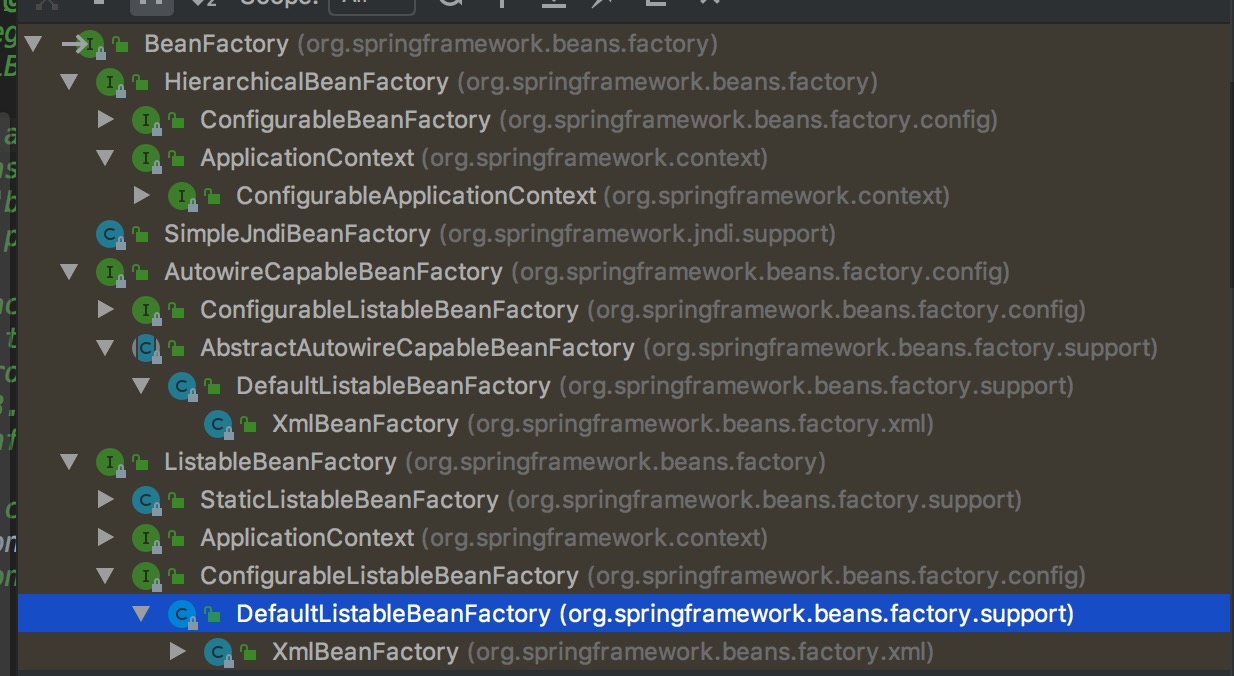 Scope:
BeanFactory (org.springframework.beans.factory)
HierarchicalBeanFactory (org.springframework.beans.factory)
ConfigurableBeanFactory (org.springframework.beans.factory.config)
ApplicationContext (org.springframework.context)
ConfigurableApplicationContext (org.springframework.context)
SimpleJndiBeanFactory (org.springframework.jndi.support)
AutowireCapableBeanFactory (org.springframework.beans.factory.config)
ConfigurableListableBeanFactory (org.springframework.beans.factory.config)
AbstractAutowireCapableBeanFactory (org.springframework.beans.factory.support)
DefaultListableBeanFactory (org.springframework.beans.factory.support)
XmlBeanFactory (org.springframework.beans.factory.xml)
ListableBeanFactory (org.springframework.beans.factory)
StaticListableBeanFactory (org.springframework.beans.factory.support)
ApplicationContext (org.springframework.context)
ConfigurableListableBeanFactory (org.springframework.beans.factory.config)
DefaultListableBeanFactory (org.springframework.beans.factory.support)
XmlBeanFactory (org.springframework.beans.factory.xml)